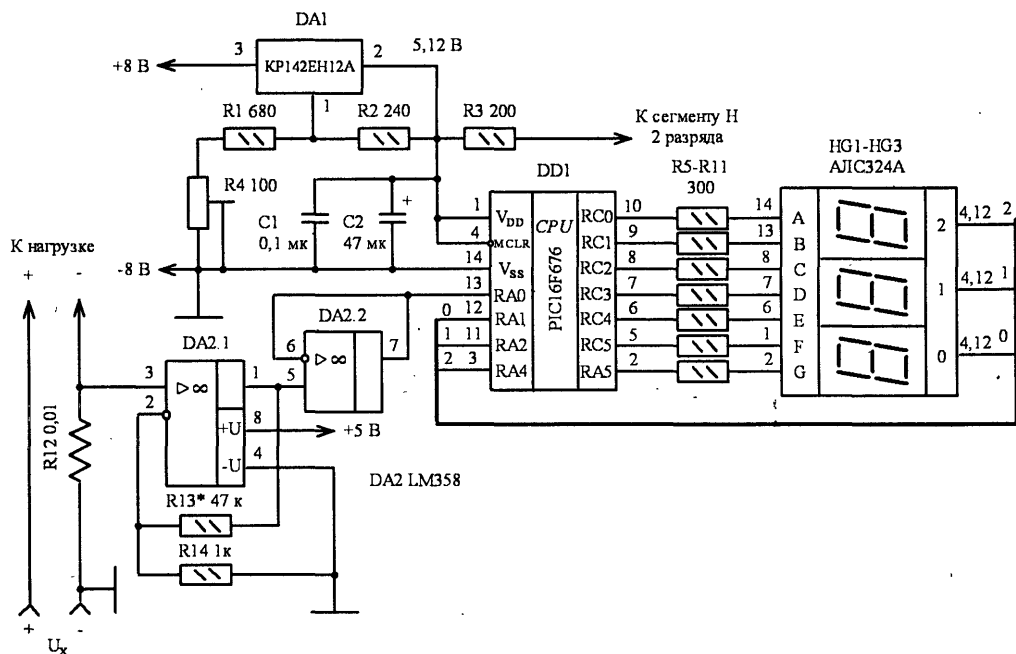 DA1
3
КР142ЕН12А
2
5,12 В
+8 В
1
R1 680
R2 240
R3 200
К сегменту Н
2 разряда
R4 100
C1
0,1 мк
C2
47 мк
+
-8 В
К нагрузке
+ -
DD1
1 VDD
4 MCLR
14 VSS
13 RA0
0 12 RA1
1 11 RA2
2 3 RA4
CPU
PIC16F676
RC0 10
RC1 9
RC2 8
RC3 7
RC4 6
RC5 5
RA5 2
R5-R11
300
HG1-HG3
АЛС324А
14 A
13 B
8 C
7 D
6 E
1 F
2 G
2 4,12 2
1 4,12 1
0 4,12 0
DA2.2
6
▷ ∞
7
5
DA2.1
3
▷ ∞
1
2
+U 8
+5 В
-U 4
DA2 LM358
R12 0,01
R13* 47 к
R14 1к
+ -
Uх